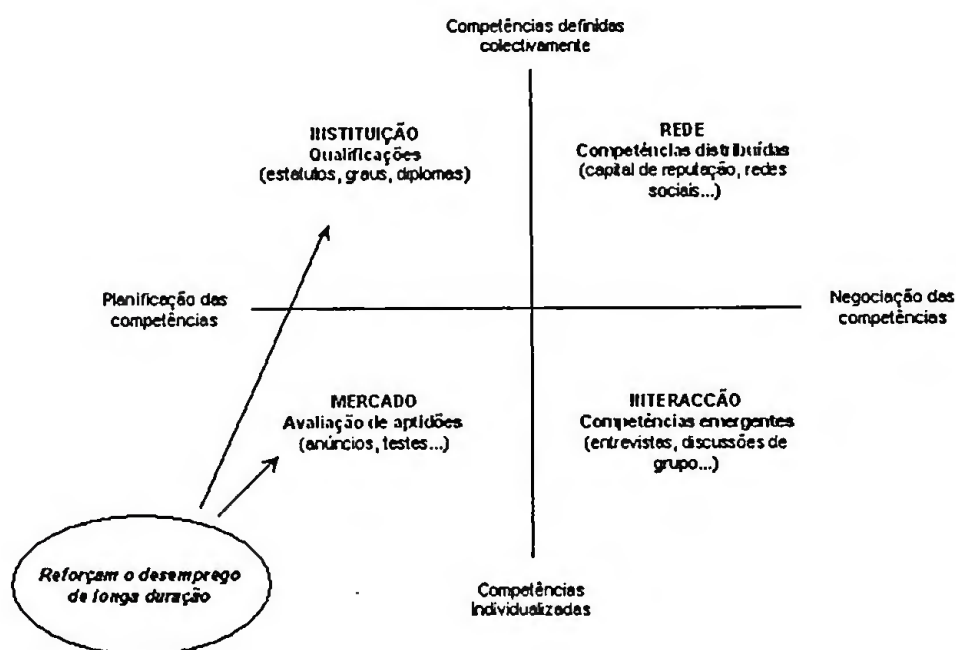 Competências definidas
colectivamente
INSTITUIÇÃO
Qualificações
(estatutos, graus, diplomas)
REDE
Competências distribuídas
(capital de reputação, redes
sociais...)
Planificação das
competências
Negociação das
competências
MERCADO
Avaliação de aptidões
(anúncios, testes...)
INTERACCÃO
Competências emergentes
(entrevistas, discussões de
grupo...)
Reforçam o desemprego
de longa duração
Competências
Individualizadas